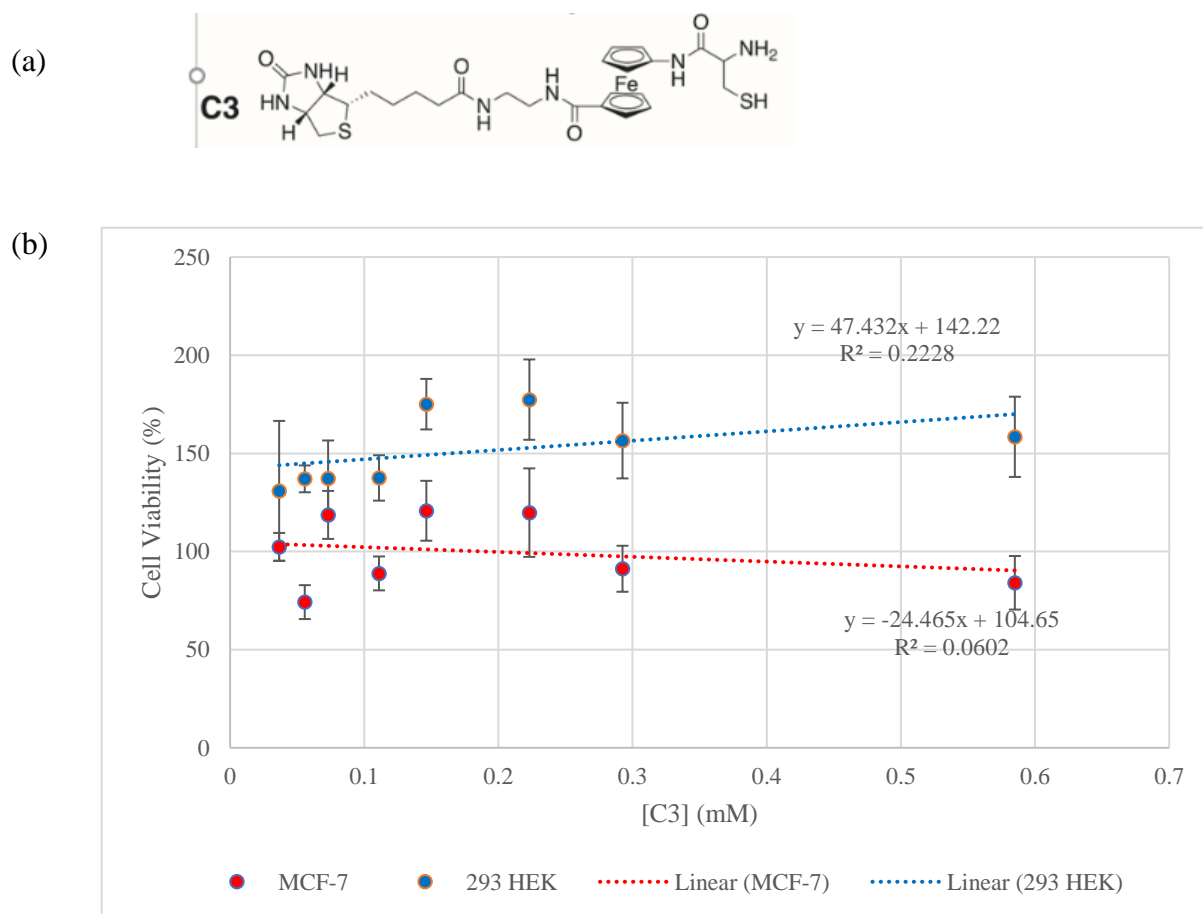 (a)
C3
O
NH
HN
H
H
S
O
N
H
H
N
O
Fe
N
H
O
NH₂
SH
(b)
250
200
150
100
50
0
Cell Viability (%)
y = 47.432x + 142.22
R² = 0.2228
y = -24.465x + 104.65
R² = 0.0602
0 0.1 0.2 0.3 0.4 0.5 0.6 0.7
[C3] (mM)
MCF-7 293 HEK Linear (MCF-7) Linear (293 HEK)